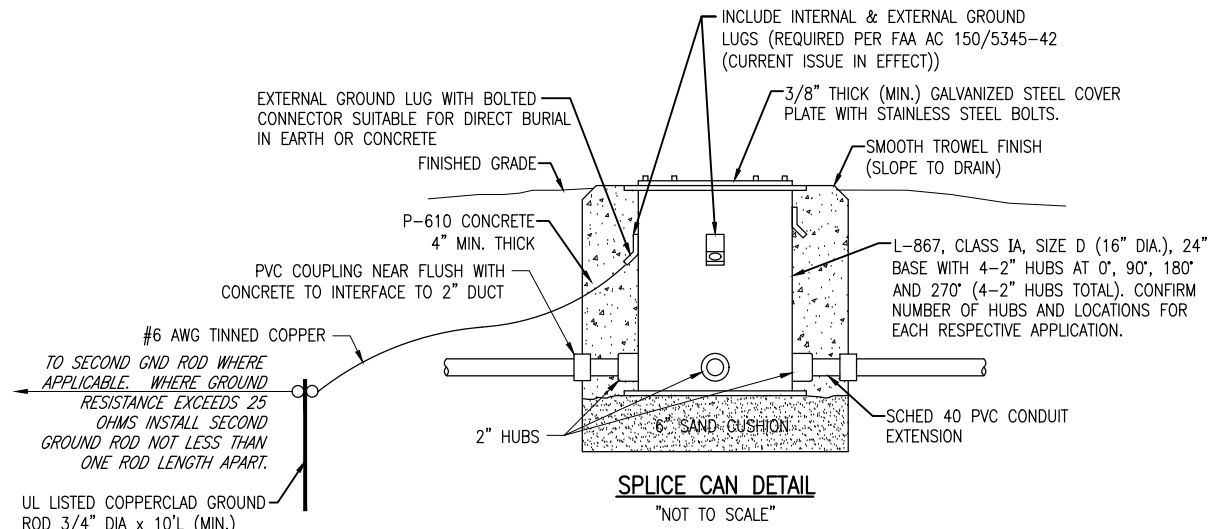 INCLUDE INTERNAL & EXTERNAL GROUND
LUGS (REQUIRED PER FAA AC 150/5345-42
(CURRENT ISSUE IN EFFECT))
EXTERNAL GROUND LUG WITH BOLTED
CONNECTOR SUITABLE FOR DIRECT BURIAL
IN EARTH OR CONCRETE
3/8" THICK (MIN.) GALVANIZED STEEL COVER
PLATE WITH STAINLESS STEEL BOLTS.
FINISHED GRADE
SMOOTH TROWEL FINISH
(SLOPE TO DRAIN)
P-610 CONCRETE
4" MIN. THICK
L-867, CLASS IA, SIZE D (16" DIA.), 24"
BASE WITH 4-2" HUBS AT 0°, 90°, 180°
AND 270° (4-2" HUBS TOTAL). CONFIRM
NUMBER OF HUBS AND LOCATIONS FOR
EACH RESPECTIVE APPLICATION.
PVC COUPLING NEAR FLUSH WITH
CONCRETE TO INTERFACE TO 2" DUCT
#6 AWG TINNED COPPER
TO SECOND GND ROD WHERE
APPLICABLE. WHERE GROUND
RESISTANCE EXCEEDS 25
OHMS INSTALL SECOND
GROUND ROD NOT LESS THAN
ONE ROD LENGTH APART.
2" HUBS
6" SAND CUSHION
SCHED 40 PVC CONDUIT
EXTENSION
UL LISTED COPPERCLAD GROUND
ROD 3/4" DIA x 10'L (MIN.)
SPLICE CAN DETAIL
"NOT TO SCALE"